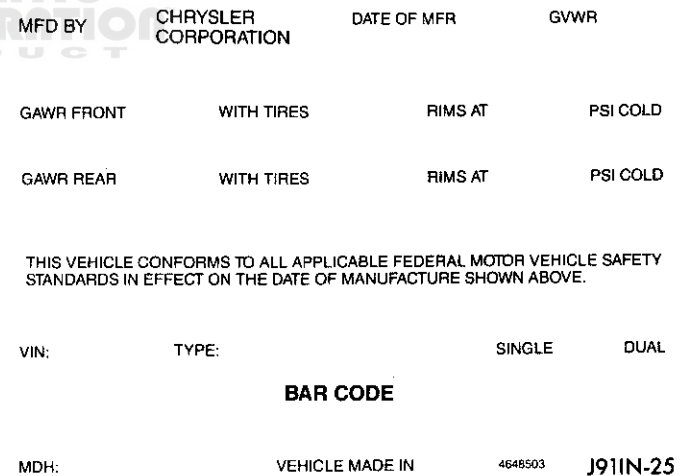 MFD BY CHRYSLER CORPORATION DATE OF MFR GVWR
GAWR FRONT WITH TIRES RIMS AT PSI COLD
GAWR REAR WITH TIRES RIMS AT PSI COLD
THIS VEHICLE CONFORMS TO ALL APPLICABLE FEDERAL MOTOR VEHICLE SAFETY
STANDARDS IN EFFECT ON THE DATE OF MANUFACTURE SHOWN ABOVE.
VIN: TYPE: SINGLE DUAL
BAR CODE
MDH: VEHICLE MADE IN 4648503 J91IN-25